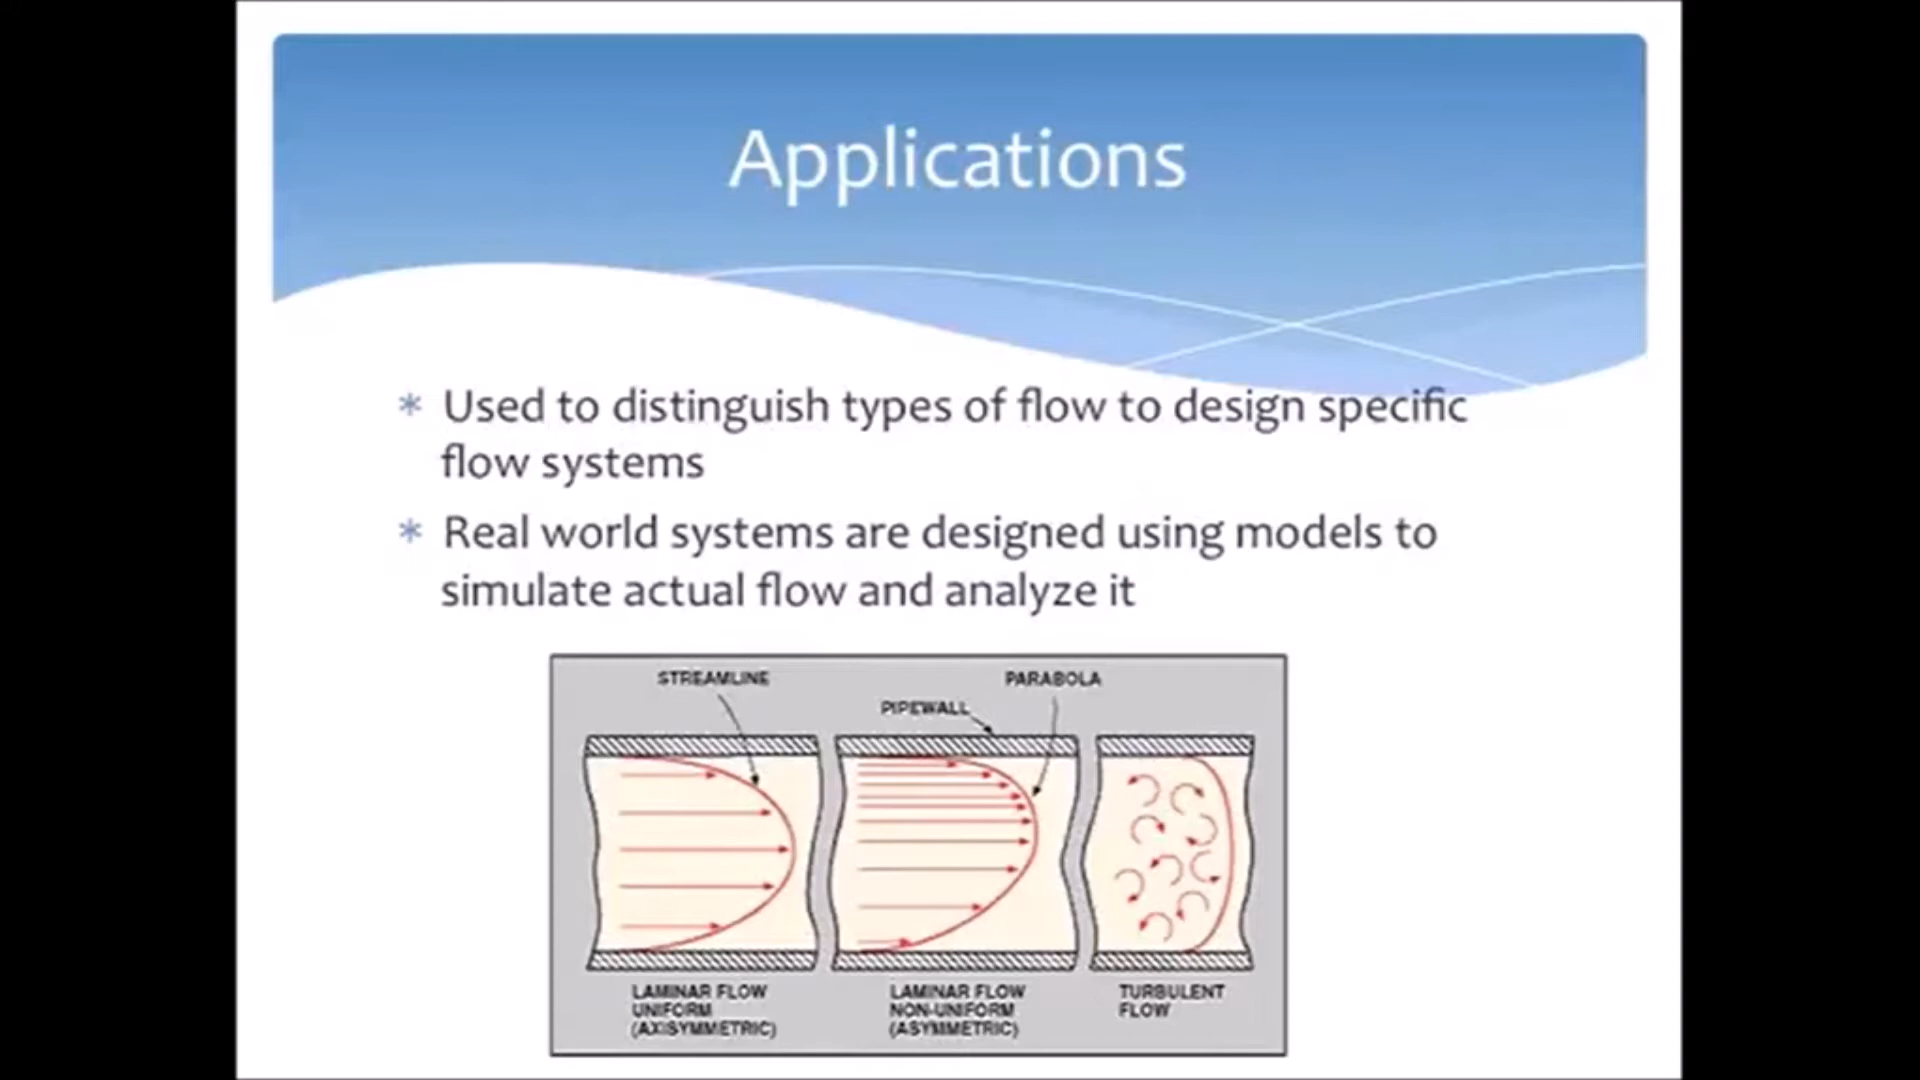 Applications
* Used to distinguish types of flow to design specific
flow systems
* Real world systems are designed using models to
simulate actual flow and analyze it
STREAMLINE
PARABOLA
PIPEWALL
LAMINAR FLOW
UNIFORM
(AXISYMMETRIC)
LAMINAR FLOW
NON-UNIFORM
(ASYMMETRIC)
TURBULENT
FLOW